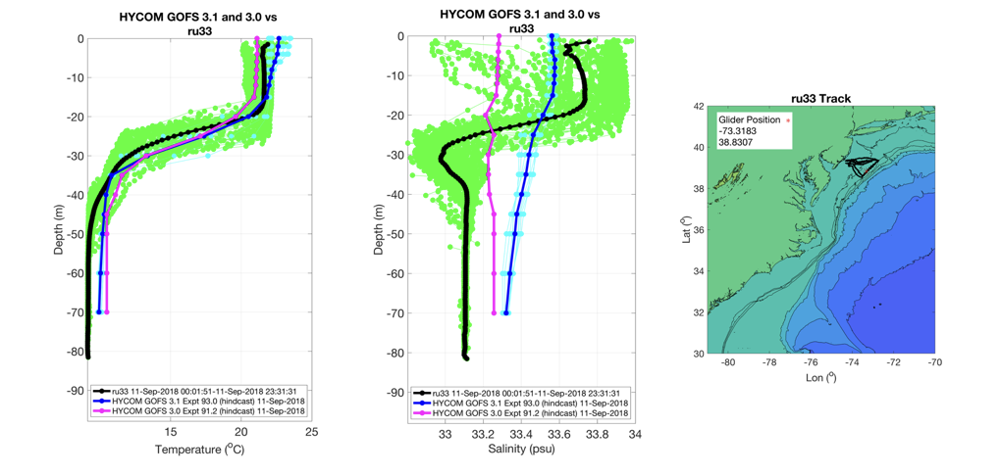 HYCOM GOFS 3.1 and 3.0 vs
ru33
0
-10
-20
-30
-40
-50
-60
-70
-80
-90
Depth (m)
ru33 11-Sep-2018 00:01:51-11-Sep-2018 23:31:31
HYCOM GOFS 3.1 Expt 93.0 (hindcast) 11-Sep-2018
HYCOM GOFS 3.0 Expt 91.2 (hindcast) 11-Sep-2018
15 20 25
Temperature (°C)
HYCOM GOFS 3.1 and 3.0 vs
ru33
0
-10
-20
-30
-40
-50
-60
-70
-80
-90
Depth (m)
ru33 11-Sep-2018 00:01:51-11-Sep-2018 23:31:31
HYCOM GOFS 3.1 Expt 93.0 (hindcast) 11-Sep-2018
HYCOM GOFS 3.0 Expt 91.2 (hindcast) 11-Sep-2018
33 33.2 33.4 33.6 33.8 34
Salinity (psu)
ru33 Track
Glider Position
-73.3183
38.8307
42
40
38
36
34
32
30
Lat (°)
-80 -78 -76 -74 -72 -70
Lon (°)